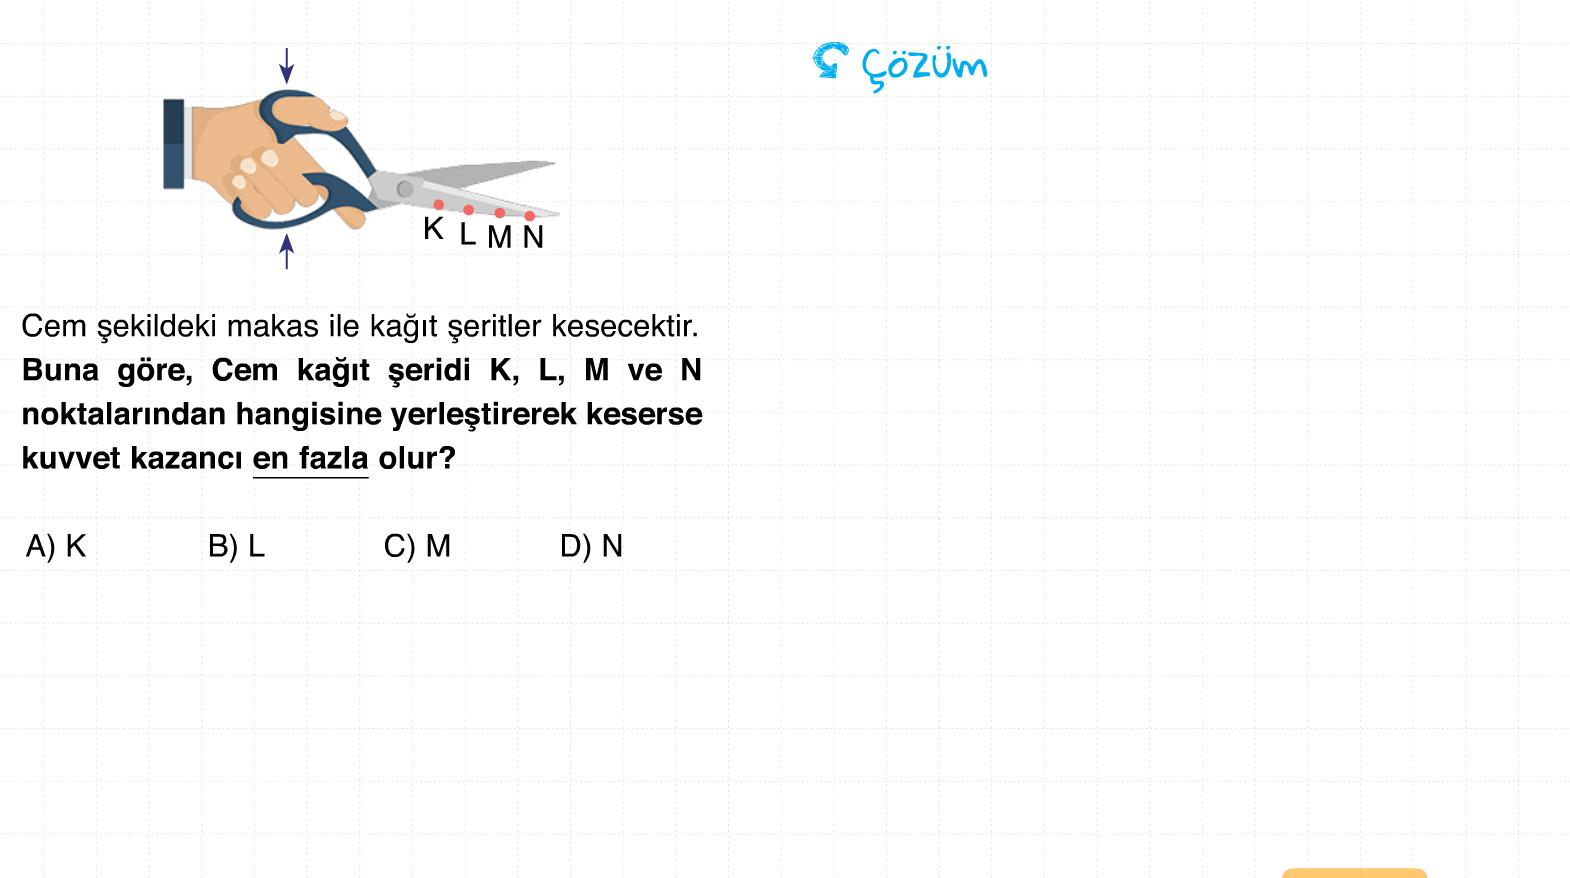 Çözüm
K L M N
Cem şekildeki makas ile kağıt şeritler kesecektir.
Buna göre, Cem kağıt şeridi K, L, M ve N
noktalarından hangisine yerleştirerek keserse
kuvvet kazancı en fazla olur?
A) K B) L C) M D) N